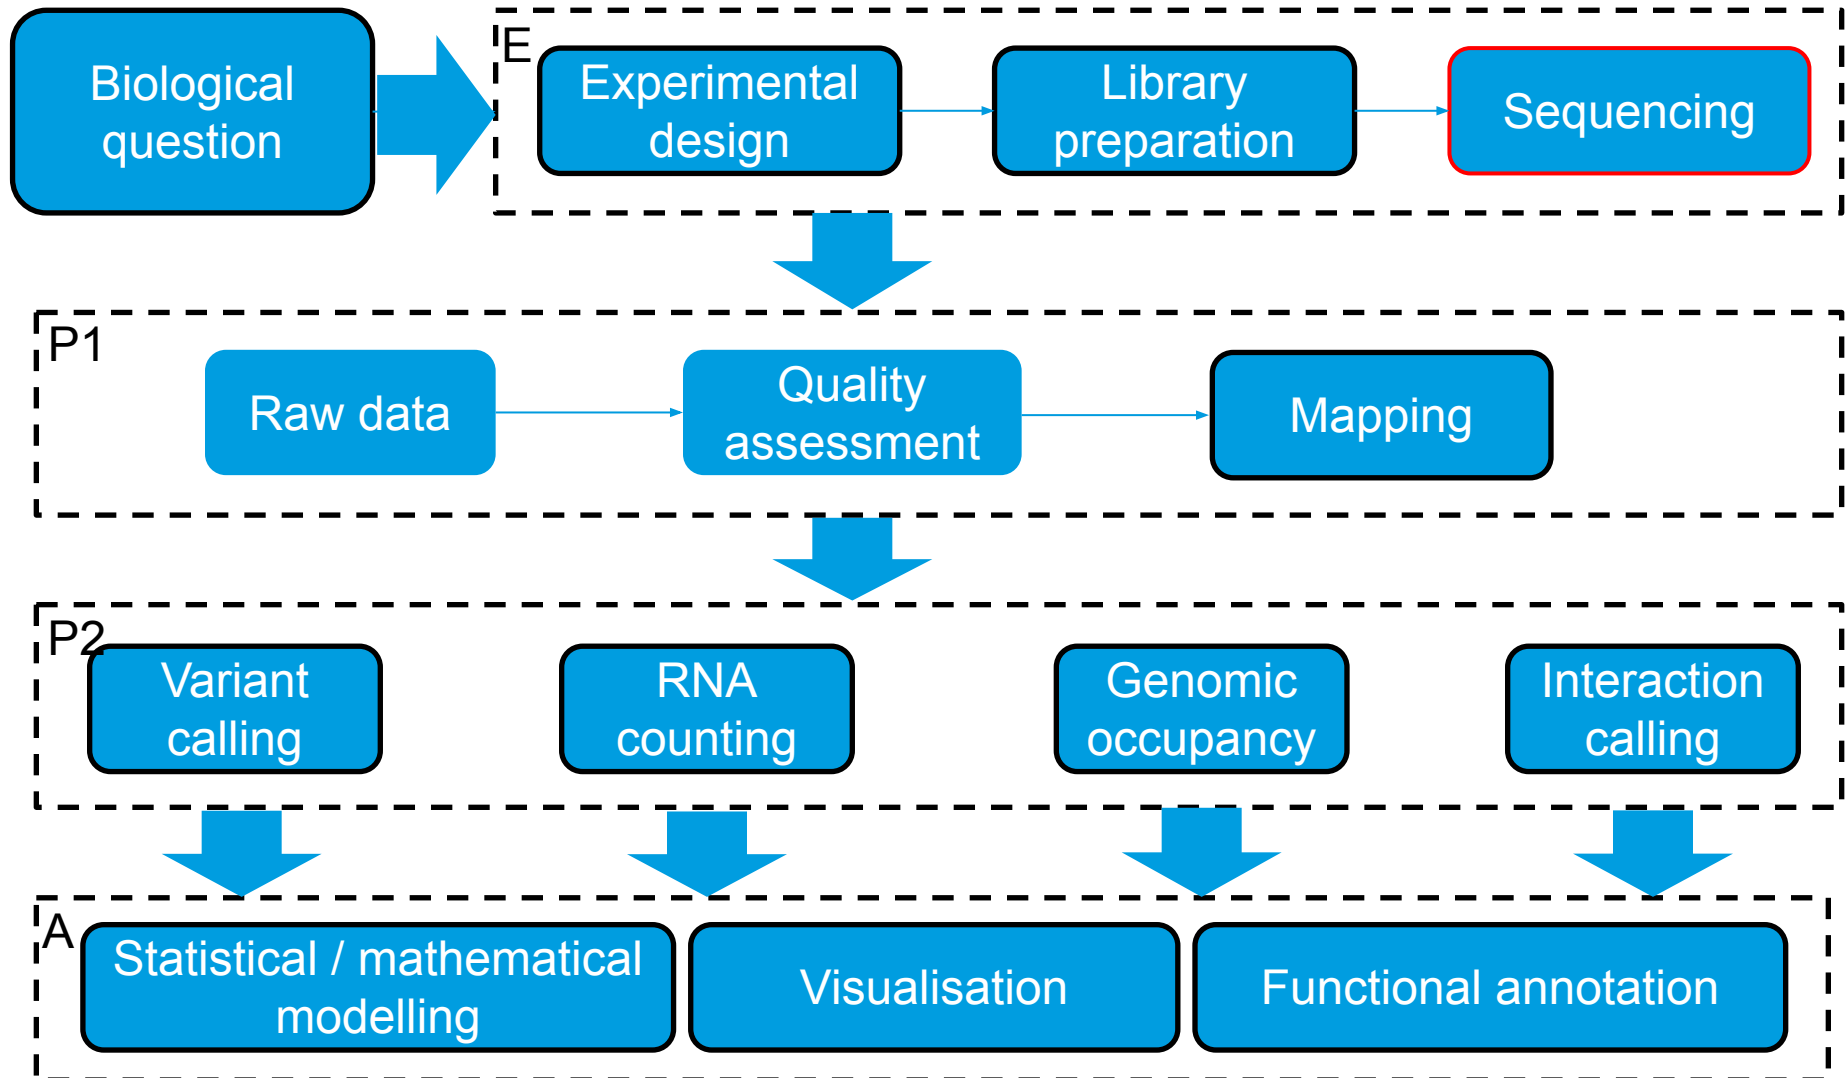 Biological
question
E
Experimental
design
Library
preparation
Sequencing
P1
Raw data
Quality
assessment
Mapping
P2
Variant
calling
RNA
counting
Genomic
occupancy
Interaction
calling
A
Statistical / mathematical
modelling
Visualisation
Functional annotation